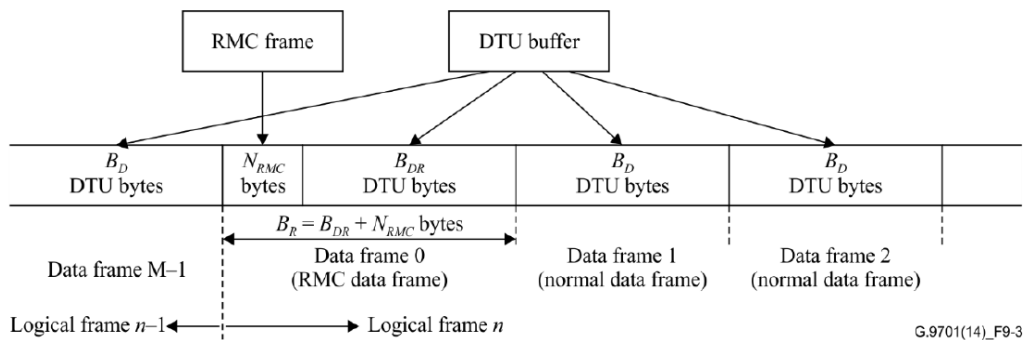 RMC frame
DTU buffer
B_D
DTU bytes
N_RMC
bytes
B_DR
DTU bytes
B_D
DTU bytes
B_D
DTU bytes
B_R = B_DR + N_RMC bytes
Data frame M–1
Data frame 0
(RMC data frame)
Data frame 1
(normal data frame)
Data frame 2
(normal data frame)
Logical frame n–1
Logical frame n
G.9701(14)_F9-3